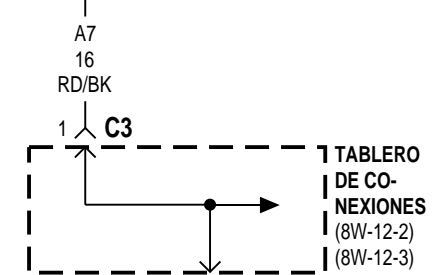 A7
16
RD/BK
1 C3
TABLERO
DE CO-
NEXIONES
(8W-12-2)
(8W-12-3)